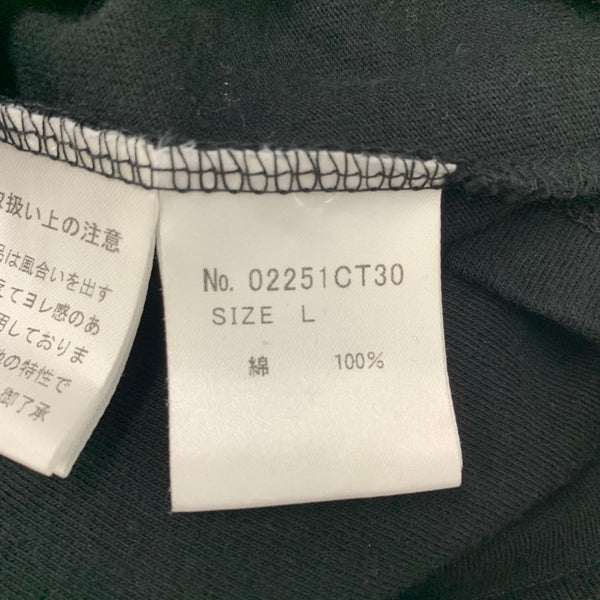 取扱い上の注意
品は風合いを出す
えてヨレ感のあ
用しておりま
の特性で
御了承
No. 02251CT30
SIZE L
綿 100%